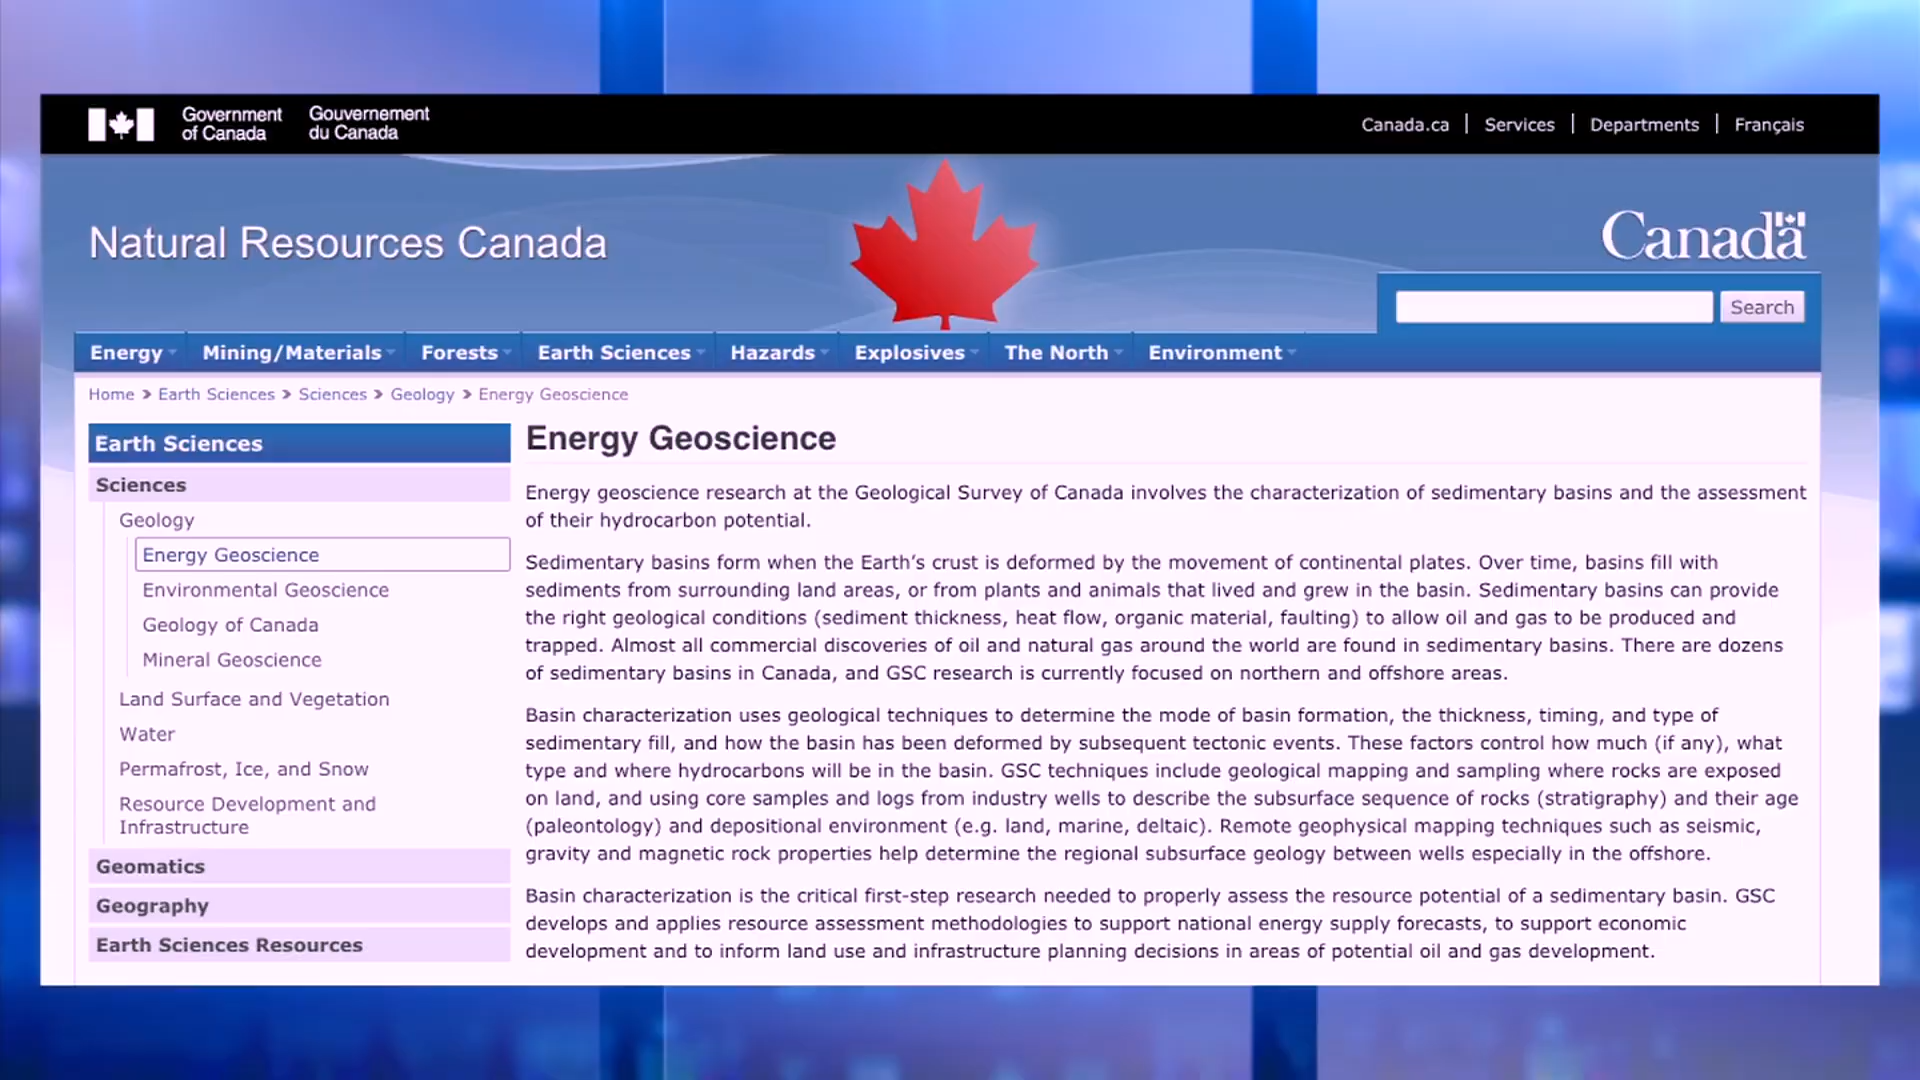 Government of Canada
Gouvernement du Canada
Canada.ca | Services | Departments | Français
Natural Resources Canada
Canada
Search
Energy Mining/Materials Forests Earth Sciences Hazards Explosives The North Environment
Home > Earth Sciences > Sciences > Geology > Energy Geoscience
Earth Sciences
Sciences
Geology
Energy Geoscience
Environmental Geoscience
Geology of Canada
Mineral Geoscience
Land Surface and Vegetation
Water
Permafrost, Ice, and Snow
Resource Development and
Infrastructure
Geomatics
Geography
Earth Sciences Resources
Energy Geoscience
Energy geoscience research at the Geological Survey of Canada involves the characterization of sedimentary basins and the assessment
of their hydrocarbon potential.
Sedimentary basins form when the Earth’s crust is deformed by the movement of continental plates. Over time, basins fill with
sediments from surrounding land areas, or from plants and animals that lived and grew in the basin. Sedimentary basins can provide
the right geological conditions (sediment thickness, heat flow, organic material, faulting) to allow oil and gas to be produced and
trapped. Almost all commercial discoveries of oil and natural gas around the world are found in sedimentary basins. There are dozens
of sedimentary basins in Canada, and GSC research is currently focused on northern and offshore areas.
Basin characterization uses geological techniques to determine the mode of basin formation, the thickness, timing, and type of
sedimentary fill, and how the basin has been deformed by subsequent tectonic events. These factors control how much (if any), what
type and where hydrocarbons will be in the basin. GSC techniques include geological mapping and sampling where rocks are exposed
on land, and using core samples and logs from industry wells to describe the subsurface sequence of rocks (stratigraphy) and their age
(paleontology) and depositional environment (e.g. land, marine, deltaic). Remote geophysical mapping techniques such as seismic,
gravity and magnetic rock properties help determine the regional subsurface geology between wells especially in the offshore.
Basin characterization is the critical first-step research needed to properly assess the resource potential of a sedimentary basin. GSC
develops and applies resource assessment methodologies to support national energy supply forecasts, to support economic
development and to inform land use and infrastructure planning decisions in areas of potential oil and gas development.